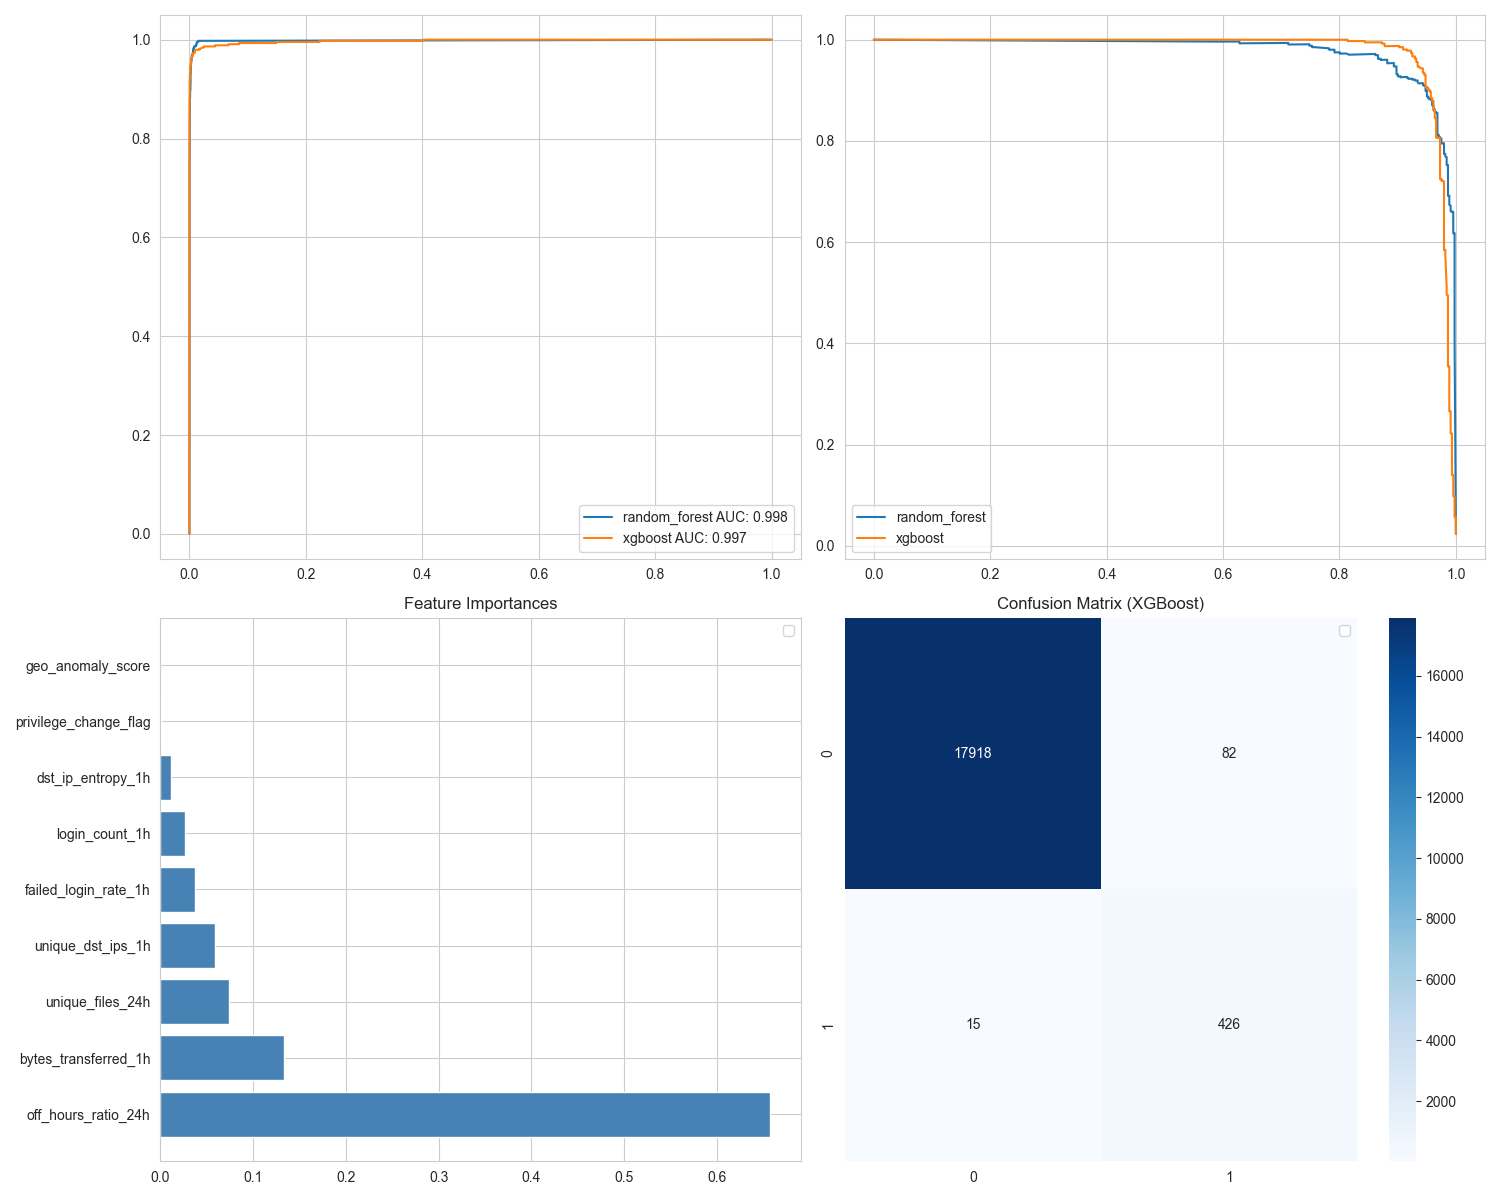 1.0
0.8
0.6
0.4
0.2
0.0
random_forest AUC: 0.998
xgboost AUC: 0.997
0.0 0.2 0.4 0.6 0.8 1.0
1.0
0.8
0.6
0.4
0.2
0.0
random_forest
xgboost
0.0 0.2 0.4 0.6 0.8 1.0
Feature Importances
geo_anomaly_score
privilege_change_flag
dst_ip_entropy_1h
login_count_1h
failed_login_rate_1h
unique_dst_ips_1h
unique_files_24h
bytes_transferred_1h
off_hours_ratio_24h
0.0 0.1 0.2 0.3 0.4 0.5 0.6
Confusion Matrix (XGBoost)
0
17918 82
1
15 426
0 1
16000
14000
12000
10000
8000
6000
4000
2000